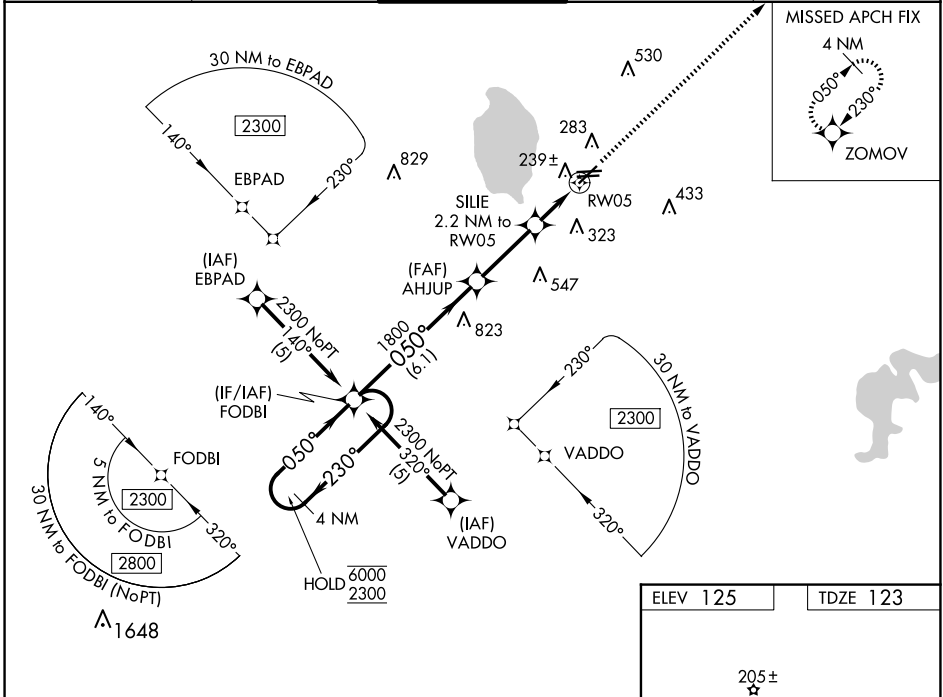 MISSED APCH FIX
4 NM
050°
230°
ZOMOV
30 NM to EBPAD
2300
140°
230°
EBPAD
530
283
829
239±
RW05
433
SILIE
2.2 NM to
RW05
323
(IAF)
EBPAD
(FAF)
AHJUP
547
2300 NoPT
140°
(5)
823
1800
050°
(6.1)
(IF/IAF)
FODBI
230°
30 NM to VADDO
2300
VADDO
320°
140°
FODBI
5 NM to FODBI
2300
320°
30 NM to FODBI (NoPT)
2800
1648
050°
230°
4 NM
2300 NoPT
320°
(5)
(IAF)
VADDO
HOLD 6000
2300
ELEV 125
TDZE 123
205±